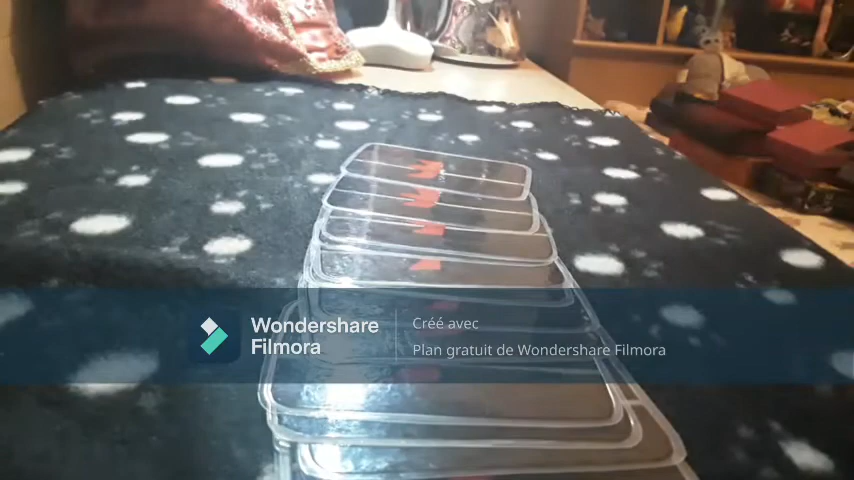 Wondershare
Filmora
Créé avec
Plan gratuit de Wondershare Filmora